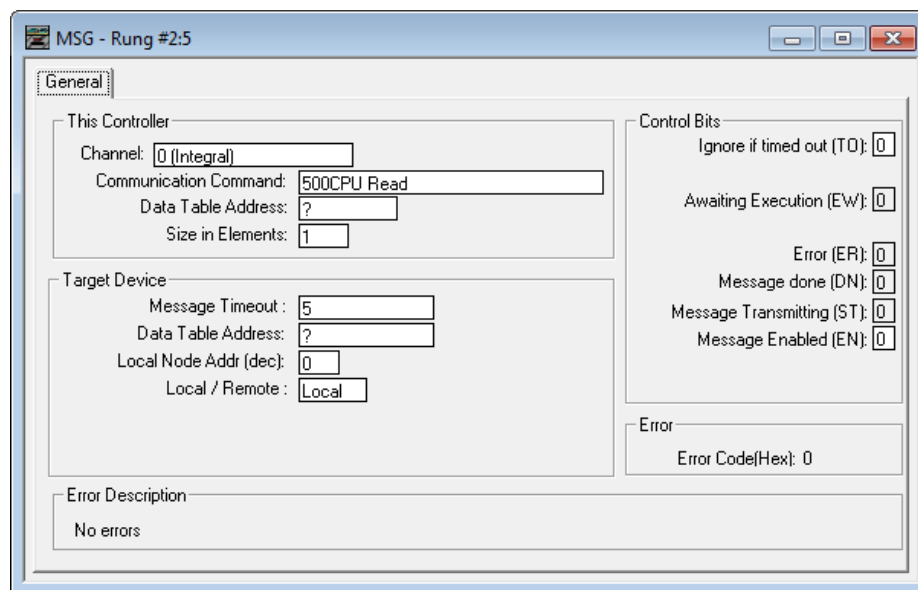 MSG - Rung #2:5
General
This Controller
Channel: 0 (Integral)
Communication Command: 500CPU Read
Data Table Address: ?
Size in Elements: 1
Target Device
Message Timeout : 5
Data Table Address: ?
Local Node Addr (dec): 0
Local / Remote : Local
Control Bits
Ignore if timed out (TO): 0
Awaiting Execution (EW): 0
Error (ER): 0
Message done (DN): 0
Message Transmitting (ST): 0
Message Enabled (EN): 0
Error
Error Code(Hex): 0
Error Description
No errors